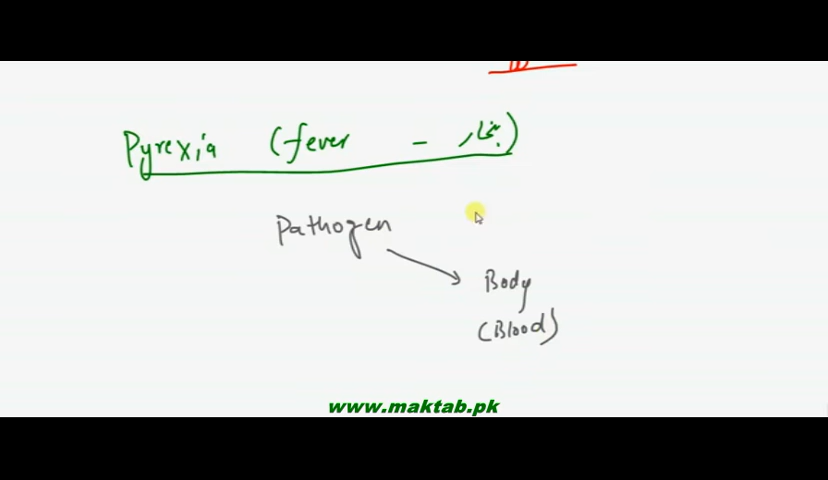 Pyrexia (fever - بخار)
Pathogen
Body
(Blood)
www.maktab.pk